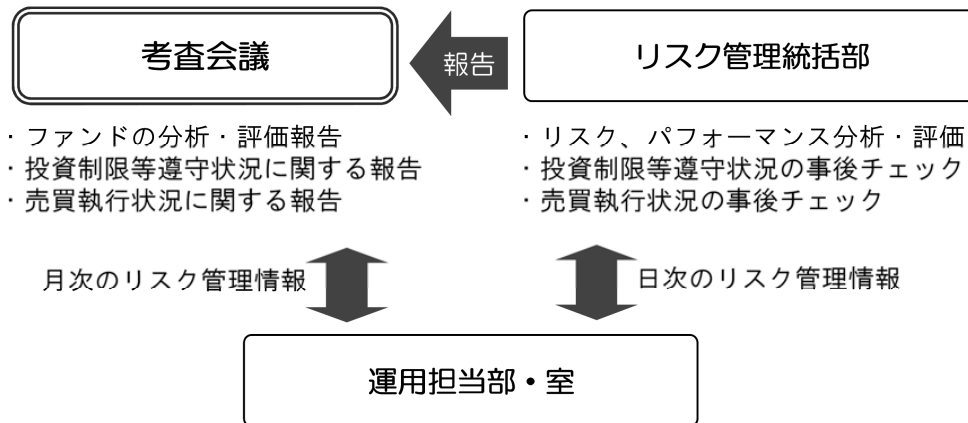 考査会議
報告
リスク管理統括部
・ファンドの分析・評価報告
・投資制限等遵守状況に関する報告
・売買執行状況に関する報告
・リスク、パフォーマンス分析・評価
・投資制限等遵守状況の事後チェック
・売買執行状況の事後チェック
月次のリスク管理情報
日次のリスク管理情報
運用担当部・室